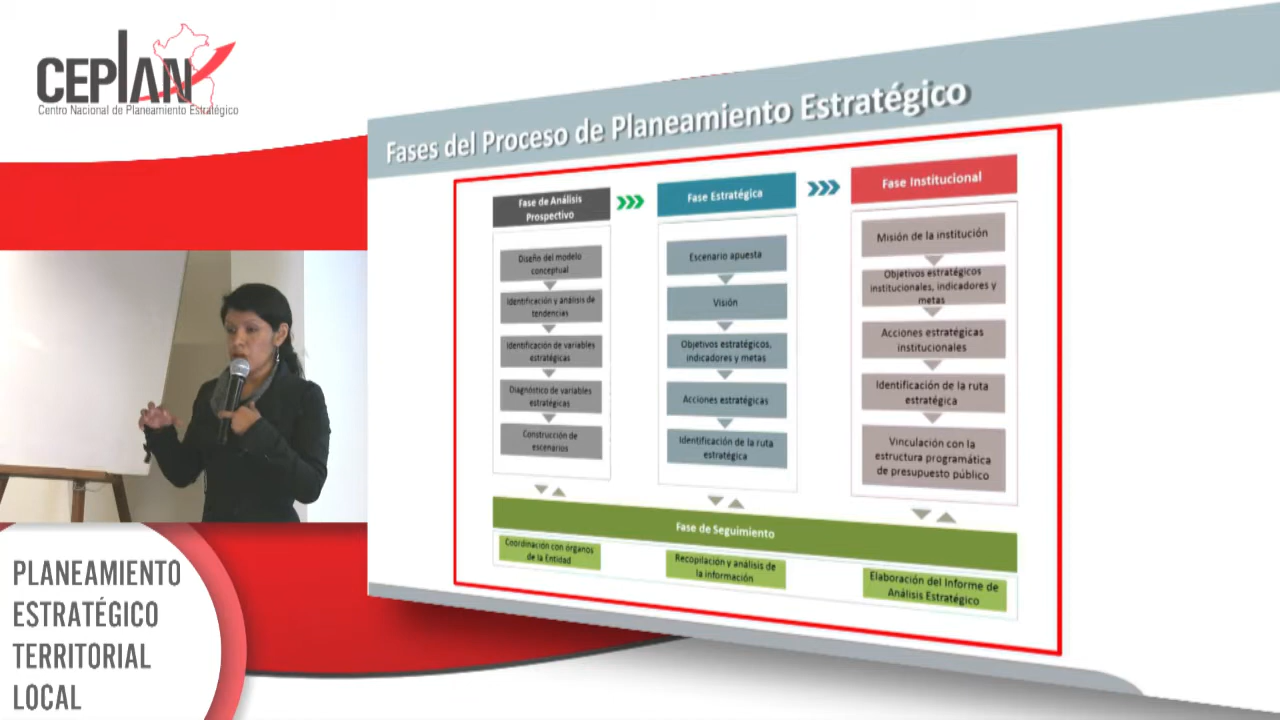 CEPLAN
Centro Nacional de Planeamiento Estratégico
Fases del Proceso de Planeamiento Estratégico
Fase de Análisis
Prospectivo
Diseño del modelo
conceptual
Identificación y análisis de
tendencias
Identificación de variables
estratégicas
Diagnóstico de variables
estratégicas
Construcción de
escenarios
Fase Estratégica
Escenario apuesta
Visión
Objetivos estratégicos,
indicadores y metas
Acciones estratégicas
Identificación de la ruta
estratégica
Fase Institucional
Misión de la institución
Objetivos estratégicos
institucionales, indicadores y
metas
Acciones estratégicas
institucionales
Identificación de la ruta
estratégica
Vinculación con la
estructura programática
de presupuesto público
Fase de Seguimiento
Coordinación con órganos
de la Entidad
Recopilación y análisis de
la información
Elaboración del Informe de
Análisis Estratégico
PLANEAMIENTO
ESTRATÉGICO
TERRITORIAL
LOCAL